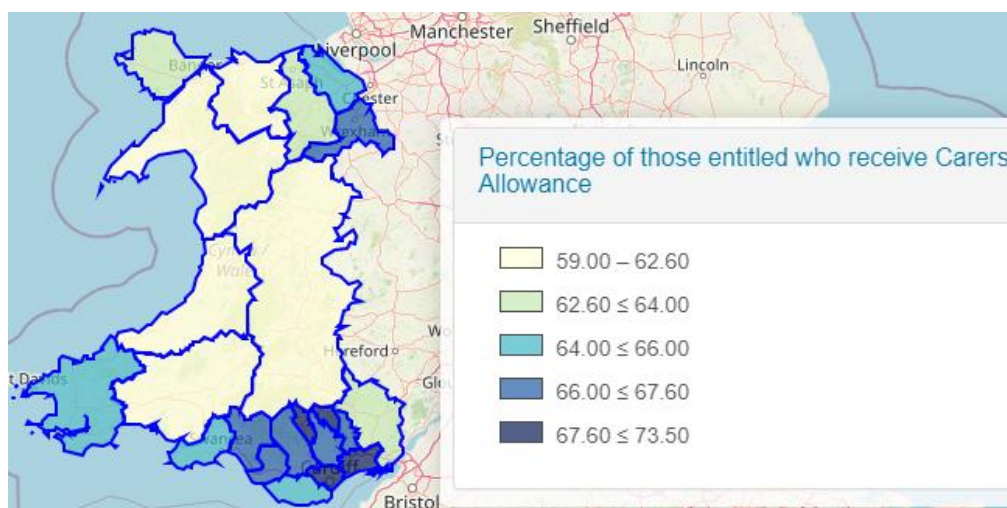 Manchester
Sheffield
Liverpool
Lincoln
Bangor
St Asaph
Chester
Wrexham
St
Percentage of those entitled who receive Carers
Allowance
59.00 – 62.60
62.60 ≤ 64.00
64.00 ≤ 66.00
66.00 ≤ 67.60
67.60 ≤ 73.50
Cymru /
Wales
Wo
Hereford
t Davids
Glou
Swansea
Cardiff
Bristol